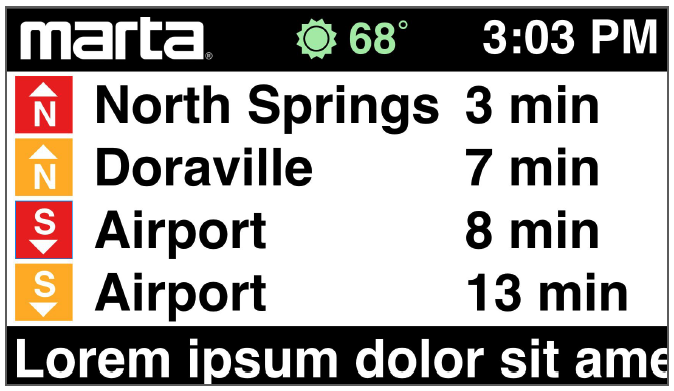 marta® 68° 3:03 PM
N North Springs 3 min
N Doraville 7 min
S Airport 8 min
S Airport 13 min
Lorem ipsum dolor sit ame